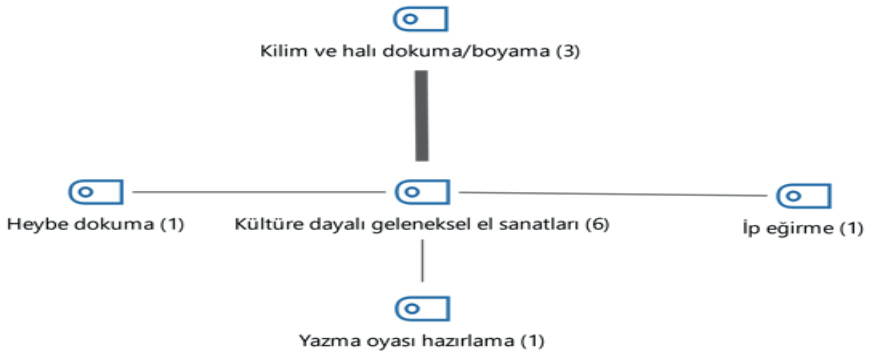 Kilim ve halı dokuma/boyama (3)
Heybe dokuma (1)
Kültüre dayalı geleneksel el sanatları (6)
İp eğirme (1)
Yazma oyası hazırlama (1)